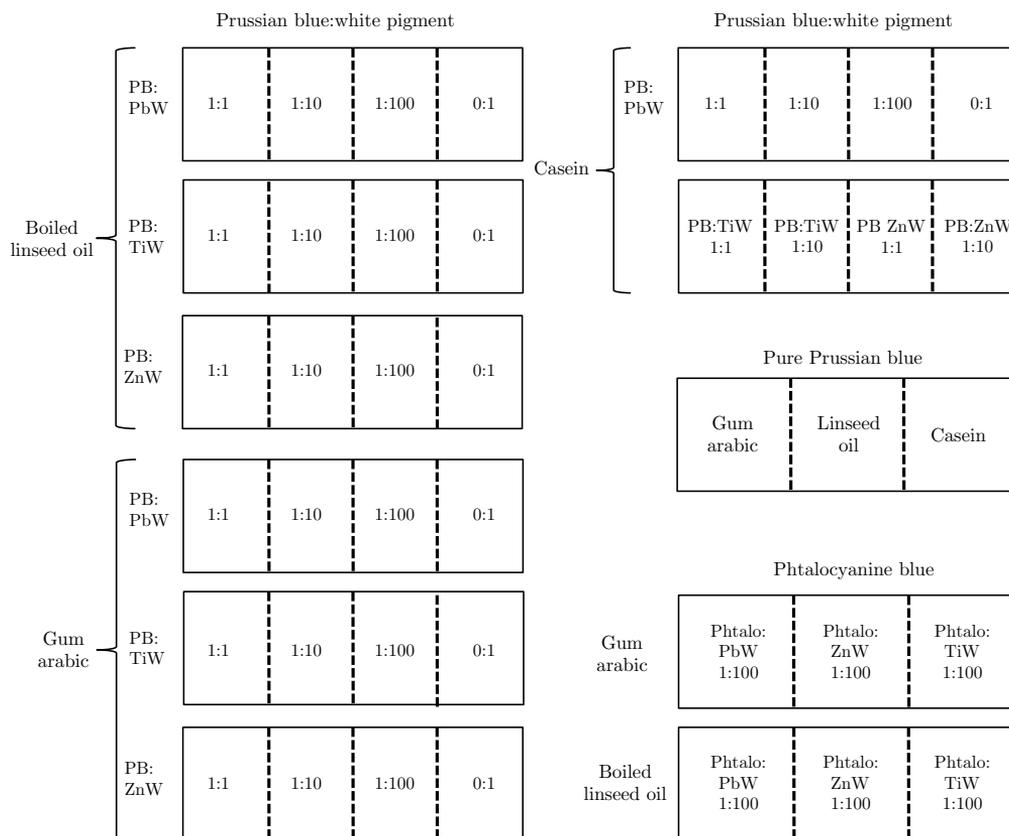 Prussian blue:white pigment
PB:
PbW
1:1 1:10 1:100 0:1
Boiled
linseed oil
PB:
TiW
1:1 1:10 1:100 0:1
PB:
ZnW
1:1 1:10 1:100 0:1
Gum
arabic
PB:
PbW
1:1 1:10 1:100 0:1
PB:
TiW
1:1 1:10 1:100 0:1
PB:
ZnW
1:1 1:10 1:100 0:1
Prussian blue:white pigment
Casein
PB:
PbW
1:1 1:10 1:100 0:1
PB:TiW PB:TiW PB ZnW PB:ZnW
1:1 1:10 1:1 1:10
Pure Prussian blue
Gum Linseed
arabic oil Casein
Phtalocyanine blue
Gum
arabic
Phtalo: Phtalo: Phtalo:
PbW ZnW TiW
1:100 1:100 1:100
Boiled
linseed oil
Phtalo: Phtalo: Phtalo:
PbW ZnW TiW
1:100 1:100 1:100